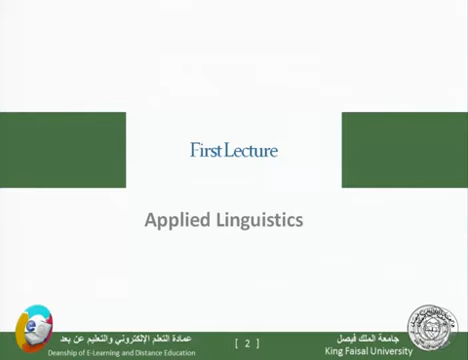 First Lecture
Applied Linguistics
عمادة التعلم الإلكتروني والتعليم عن بعد
Deanship of E-Learning and Distance Education
[ 2 ]
جامعة الملك فيصل
King Faisal University